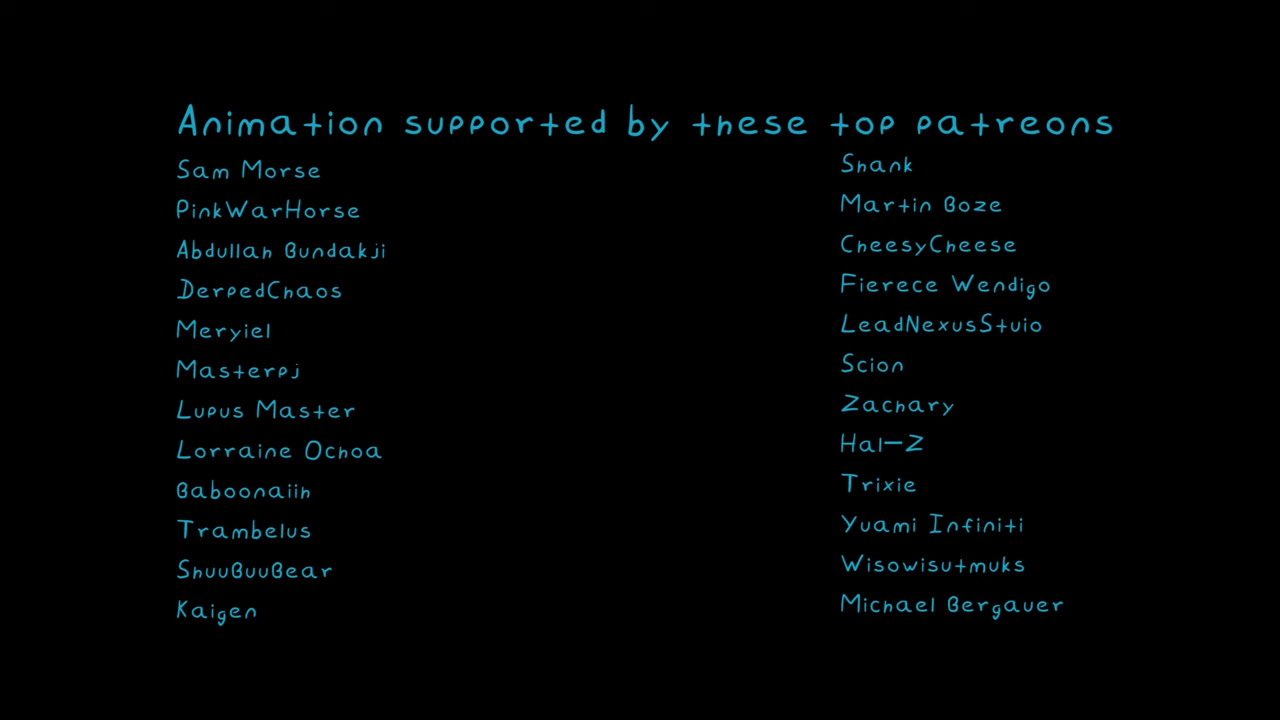 Animation supported by these top patreons
Sam Morse
PinkWarHorse
Abdullah Bundakji
DerpedChaos
Meryiel
Masterpj
Lupus Master
Lorraine Ochoa
Baboonaiih
Trambelus
ShuuBuuBear
Kaigen
Shank
Martin Boze
CheesyCheese
Fierece Wendigo
LeadNexusStuio
Scion
Zachary
Hal-Z
Trixie
Yuami Infiniti
Wisowisutmuks
Michael Bergauer